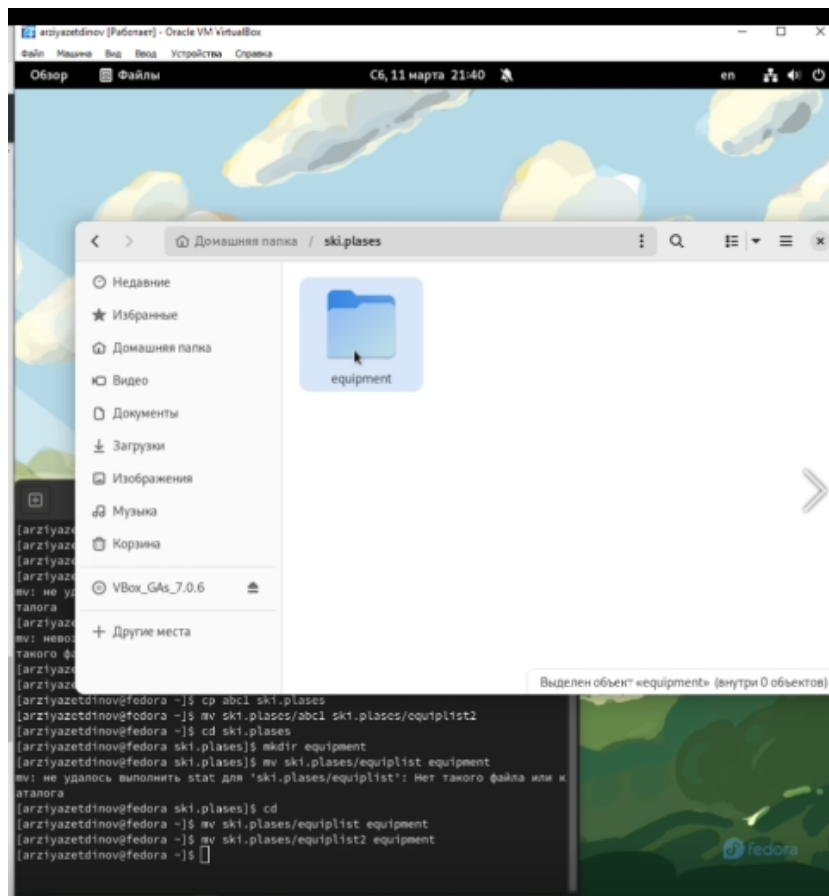 arziyazetdinov [Работает] - Oracle VM VirtualBox
Файл Машина Вид Ввод Устройства Справка
Обзор Файлы Сб, 11 марта 21:40 en
Домашняя папка / ski.plases
Недавние
Избранные
Домашняя папка
Видео
Документы
Загрузки
Изображения
Музыка
Корзина
VBox_GAs_7.0.6
Другие места
equipment
Выделен объект «equipment» (внутри 0 объектов)
[arziyaze
[arziyaze
[arziyaze
[arziyaze
mv: не уд
талога
[arziyaze
mv: невоз
такого фа
[arziyaze
[arziyaze
[arziyazetdinov@fedora ~]$ cp abc1 ski.plases
[arziyazetdinov@fedora ~]$ mv ski.plases/abc1 ski.plases/equiplist2
[arziyazetdinov@fedora ~]$ cd ski.plases
[arziyazetdinov@fedora ski.plases]$ mkdir equipment
[arziyazetdinov@fedora ski.plases]$ mv ski.plases/equiplist equipment
mv: не удалось выполнить stat для 'ski.plases/equiplist': Нет такого файла или к
аталога
[arziyazetdinov@fedora ski.plases]$ cd
[arziyazetdinov@fedora ~]$ mv ski.plases/equiplist equipment
[arziyazetdinov@fedora ~]$ mv ski.plases/equiplist2 equipment
[arziyazetdinov@fedora ~]$
fedora